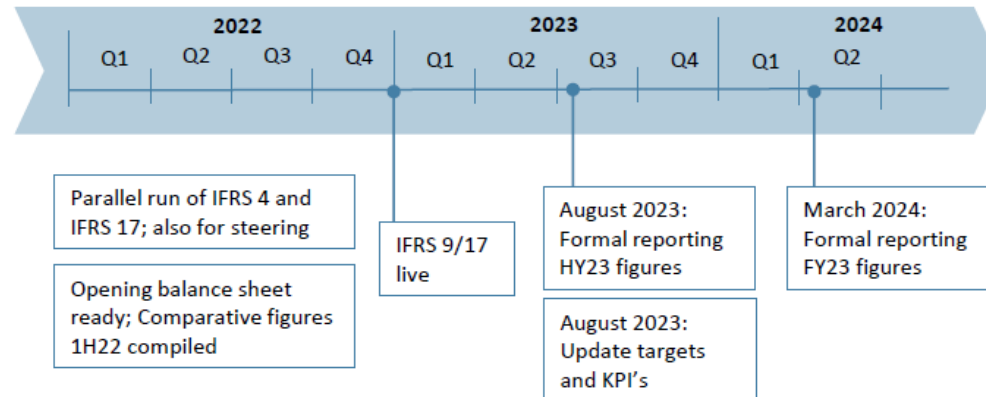 2022
2023
2024
Q1 Q2 Q3 Q4 Q1 Q2 Q3 Q4 Q1 Q2
Parallel run of IFRS 4 and
IFRS 17; also for steering
Opening balance sheet
ready; Comparative figures
1H22 compiled
IFRS 9/17
live
August 2023:
Formal reporting
HY23 figures
August 2023:
Update targets
and KPI's
March 2024:
Formal reporting
FY23 figures